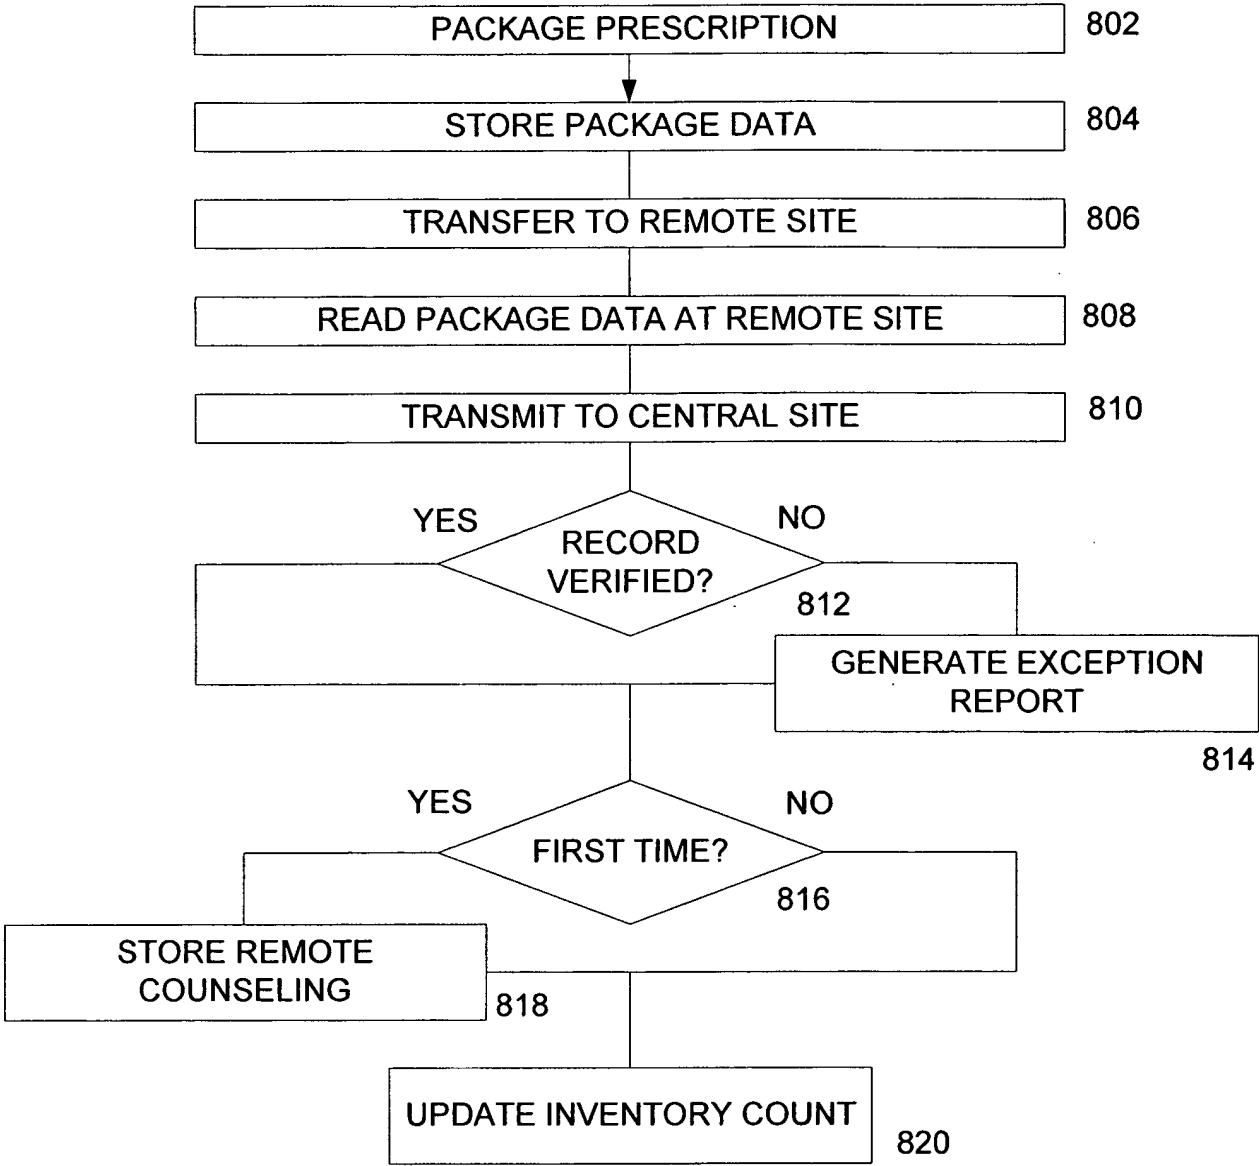 PACKAGE PRESCRIPTION
802
STORE PACKAGE DATA
804
TRANSFER TO REMOTE SITE
806
READ PACKAGE DATA AT REMOTE SITE
808
TRANSMIT TO CENTRAL SITE
810
YES
NO
RECORD
VERIFIED?
812
GENERATE EXCEPTION
REPORT
814
YES
NO
FIRST TIME?
816
STORE REMOTE
COUNSELING
818
UPDATE INVENTORY COUNT
820